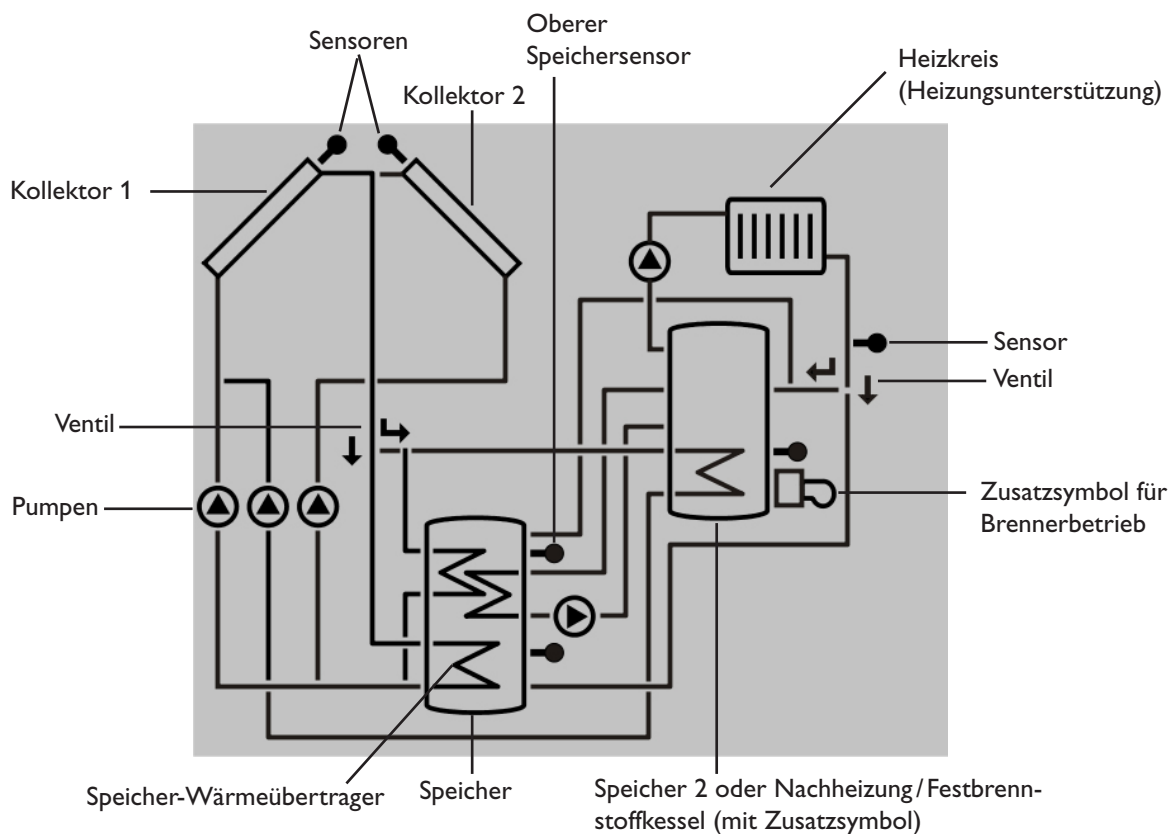 Oberer
Speichersensor
Sensoren
Heizkreis
(Heizungsunterstützung)
Kollektor 2
Kollektor 1
Sensor
Ventil
Ventil
Pumpen
Zusatzsymbol für
Brennerbetrieb
Speicher-Wärmeübertrager
Speicher
Speicher 2 oder Nachheizung/Festbrenn-
stoffkessel (mit Zusatzsymbol)